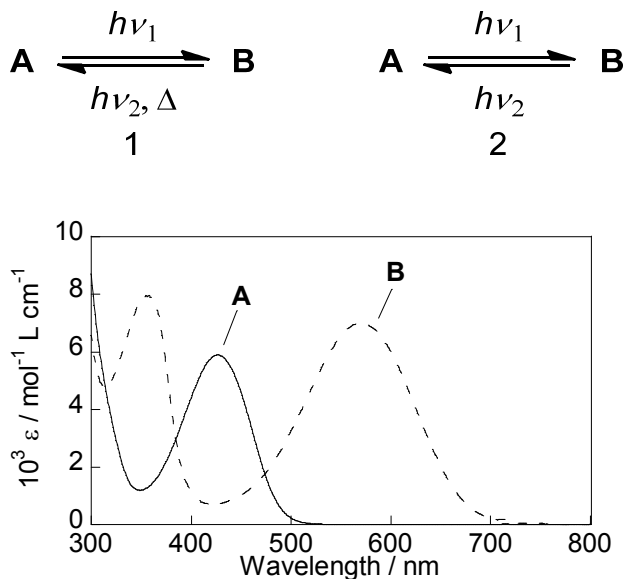 hν₁ hν₁
A B A B
hν₂, Δ hν₂
1 2
10
8
6
4
2
0
10³ ε / mol⁻¹ L cm⁻¹
A B
300 400 500 600 700 800
Wavelength / nm